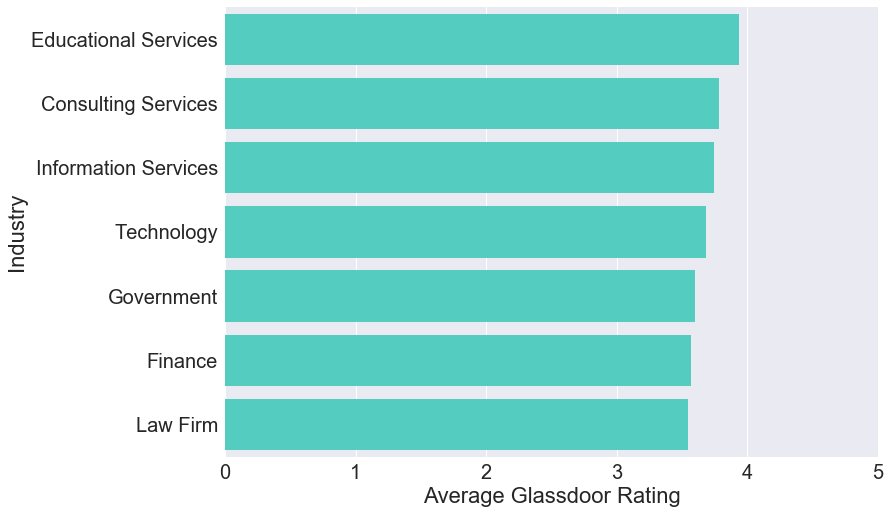 Educational Services
Consulting Services
Information Services
Technology
Government
Finance
Law Firm
Industry
0 1 2 3 4 5
Average Glassdoor Rating